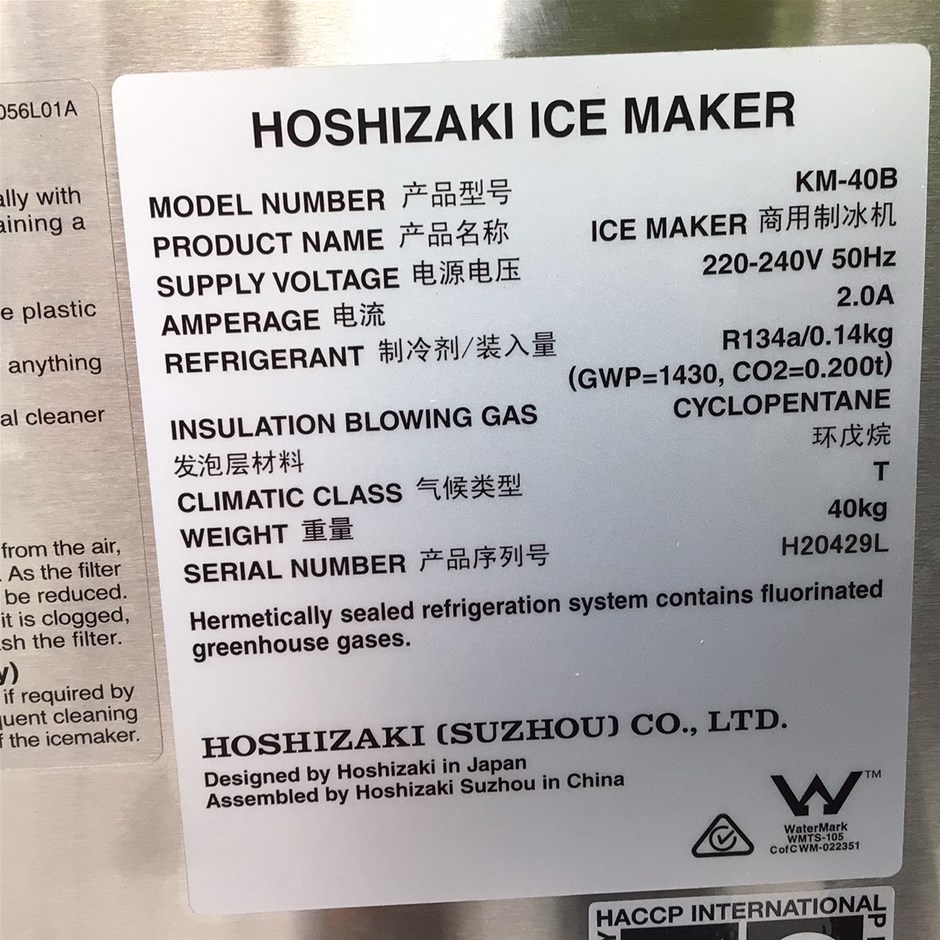 056L01A
ally with
aining a
e plastic
anything
al cleaner
from the air,
. As the filter
be reduced.
it is clogged,
sh the filter.
y)
if required by
quent cleaning
f the icemaker.
HOSHIZAKI ICE MAKER
MODEL NUMBER 产品型号 KM-40B
PRODUCT NAME 产品名称 ICE MAKER 商用制冰机
SUPPLY VOLTAGE 电源电压 220-240V 50Hz
AMPERAGE 电流 2.0A
REFRIGERANT 制冷剂/装入量 R134a/0.14kg
(GWP=1430, CO2=0.200t)
INSULATION BLOWING GAS CYCLOPENTANE
发泡层材料 环戊烷
CLIMATIC CLASS 气候类型 T
WEIGHT 重量 40kg
SERIAL NUMBER 产品序列号 H20429L
Hermetically sealed refrigeration system contains fluorinated
greenhouse gases.
HOSHIZAKI (SUZHOU) CO., LTD.
Designed by Hoshizaki in Japan
Assembled by Hoshizaki Suzhou in China
TM
WaterMark
WMTS-105
CofC WM-022351
HACCP INTERNATIONAL